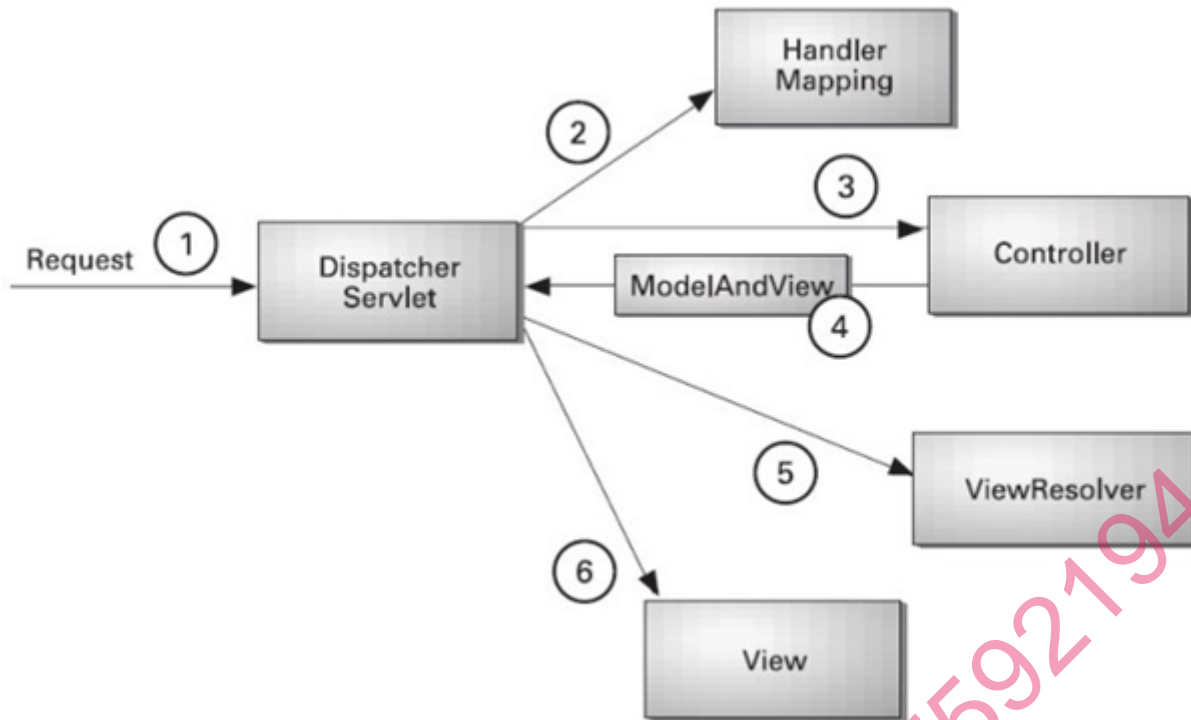 Handler
Mapping
2
3
Request
1
Dispatcher
Servlet
Controller
ModelAndView
4
5
ViewResolver
6
View